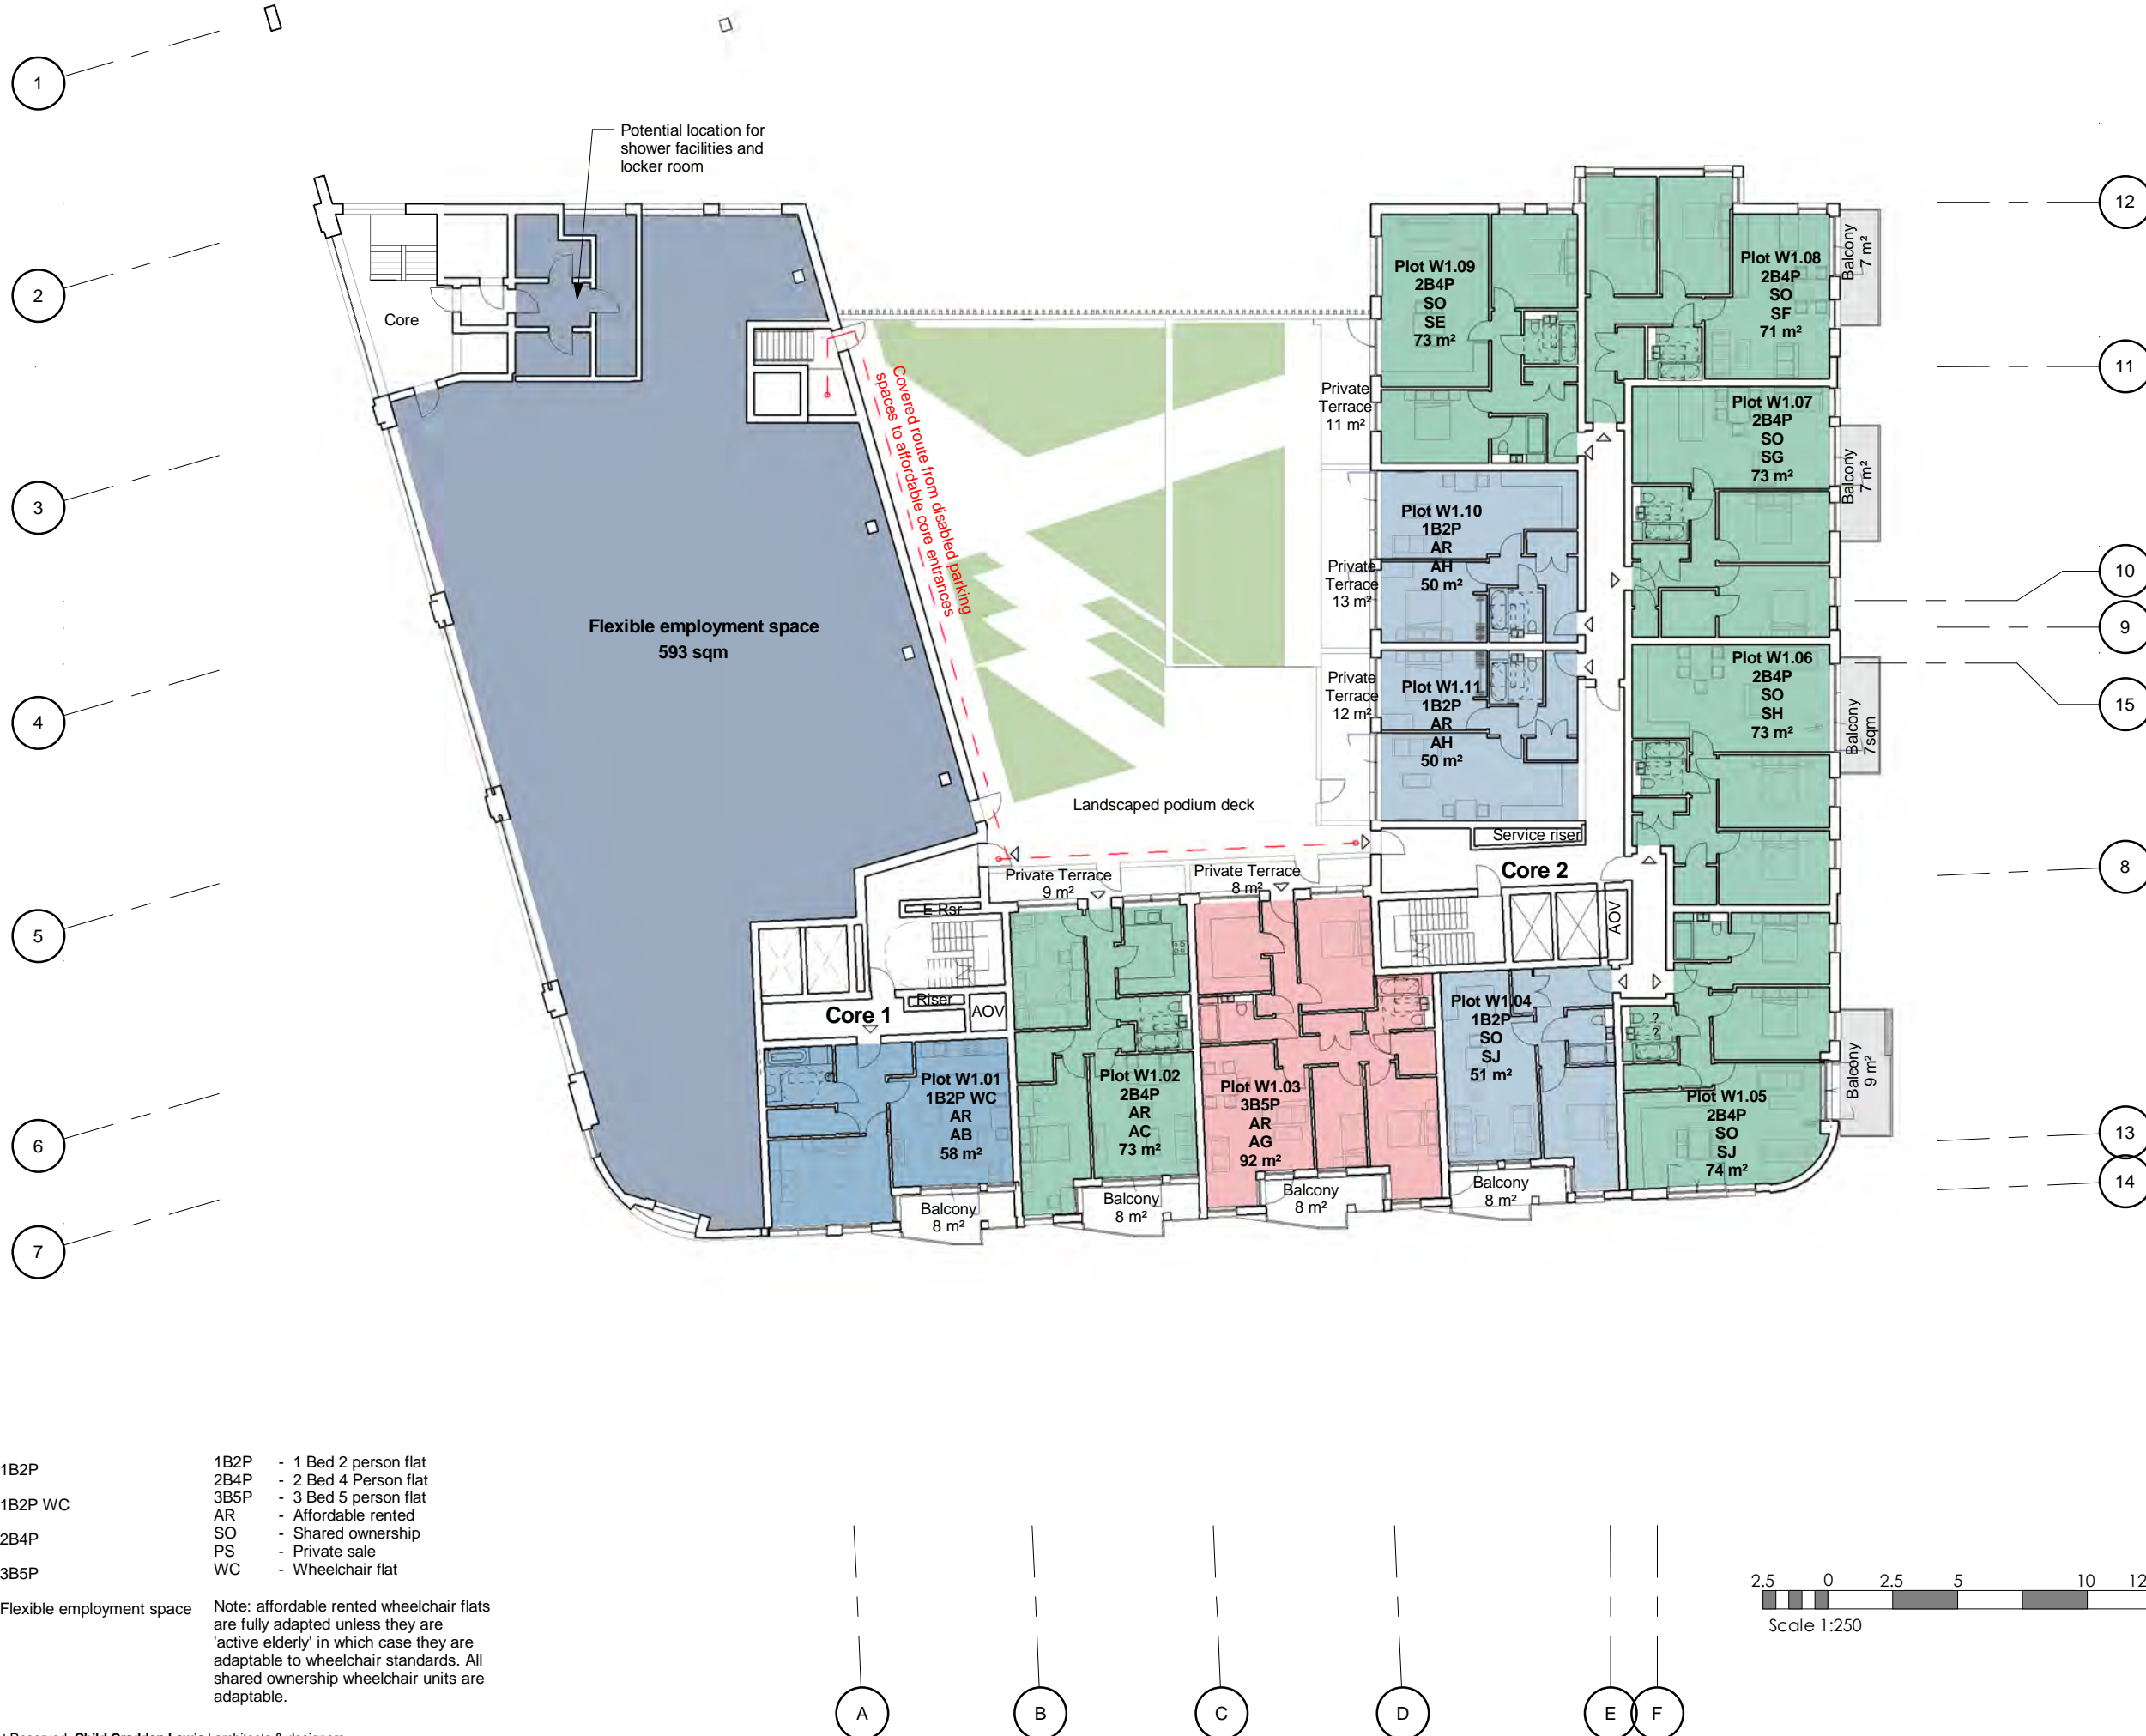 1
2
3
4
5
6
7
Potential location for
shower facilities and
locker room
Core
Flexible employment space
593 sqm
Covered route from disabled parking
spaces to affordable core entrances
Landscaped podium deck
Private
Terrace
11 m²
Private
Terrace
13 m²
Private
Terrace
12 m²
Private Terrace
9 m²
Private Terrace
8 m²
Plot W1.09
2B4P
SO
SE
73 m²
Plot W1.08
2B4P
SO
SF
71 m²
Balcony
7 m²
Plot W1.07
2B4P
SO
SG
73 m²
Balcony
7 m²
Plot W1.10
1B2P
AR
AH
50 m²
Plot W1.11
1B2P
AR
AH
50 m²
Plot W1.06
2B4P
SO
SH
73 m²
Balcony
7sqm
Service riser
Core 2
AOV
E Rsr
Riser
AOV
Core 1
Plot W1.01
1B2P WC
AR
AB
58 m²
Balcony
8 m²
Plot W1.02
2B4P
AR
AC
73 m²
Balcony
8 m²
Plot W1.03
3B5P
AR
AG
92 m²
Balcony
8 m²
Plot W1.04
1B2P
SO
SJ
51 m²
Balcony
8 m²
?
?
Plot W1.05
2B4P
SO
SJ
74 m²
Balcony
9 m²
12
11
10
9
15
8
13
14
1B2P
1B2P WC
2B4P
3B5P
Flexible employment space
1B2P - 1 Bed 2 person flat
2B4P - 2 Bed 4 Person flat
3B5P - 3 Bed 5 person flat
AR - Affordable rented
SO - Shared ownership
PS - Private sale
WC - Wheelchair flat
Note: affordable rented wheelchair flats
are fully adapted unless they are
'active elderly' in which case they are
adaptable to wheelchair standards. All
shared ownership wheelchair units are
adaptable.
A
B
C
D
E
F
2.5 0 2.5 5 10 12
Scale 1:250